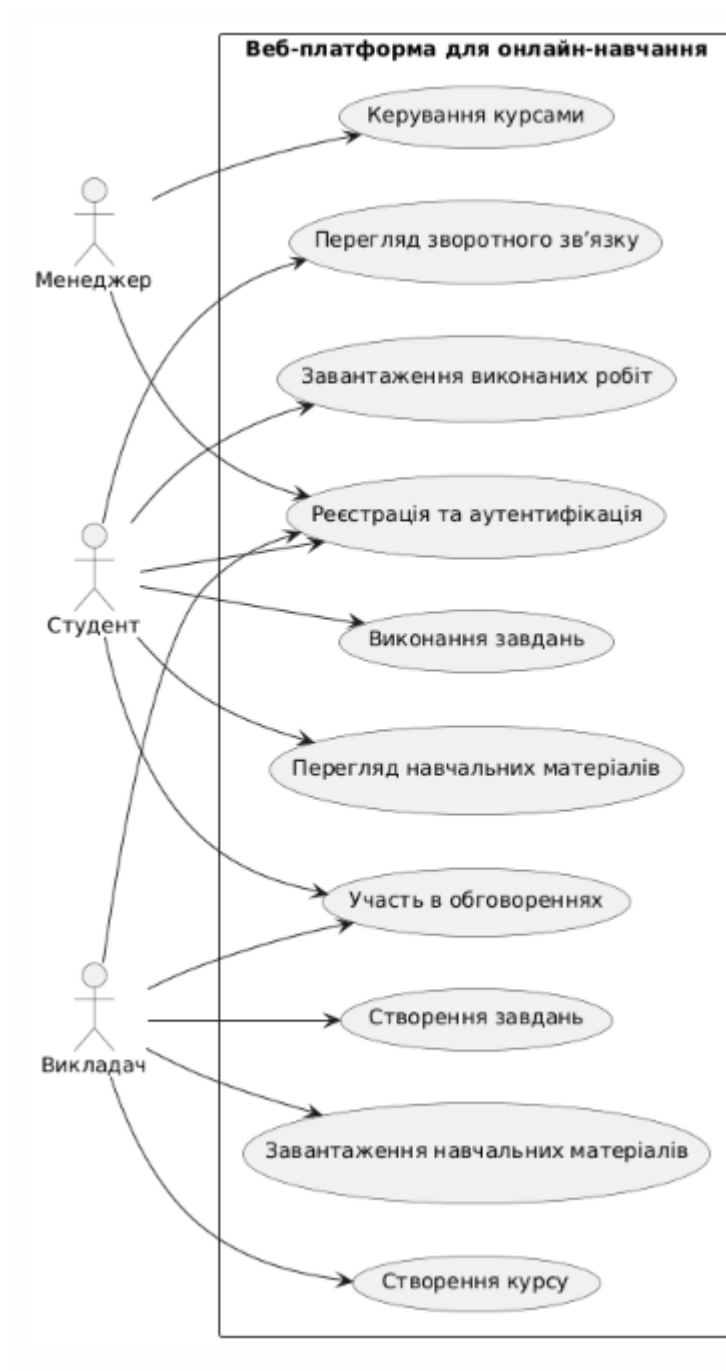 Веб-платформа для онлайн-навчання
Керування курсами
Перегляд зворотного зв’язку
Менеджер
Завантаження виконаних робіт
Реєстрація та аутентифікація
Студент
Виконання завдань
Перегляд навчальних матеріалів
Участь в обговореннях
Створення завдань
Викладач
Завантаження навчальних матеріалів
Створення курсу